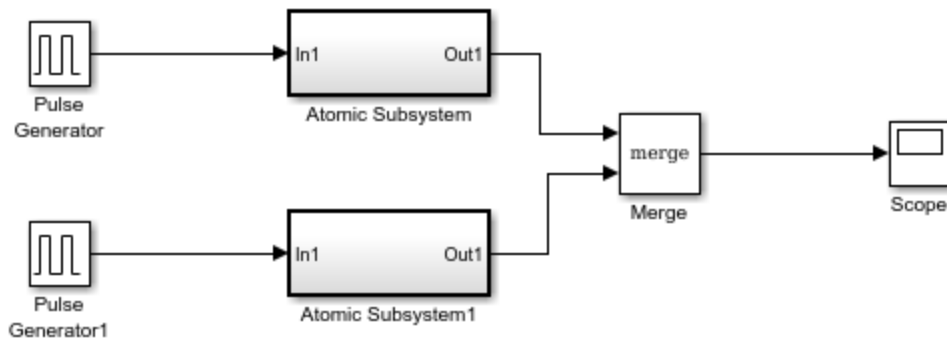 In1
Out1
Pulse
Generator
Atomic Subsystem
merge
Merge
Scope
In1
Out1
Pulse
Generator1
Atomic Subsystem1